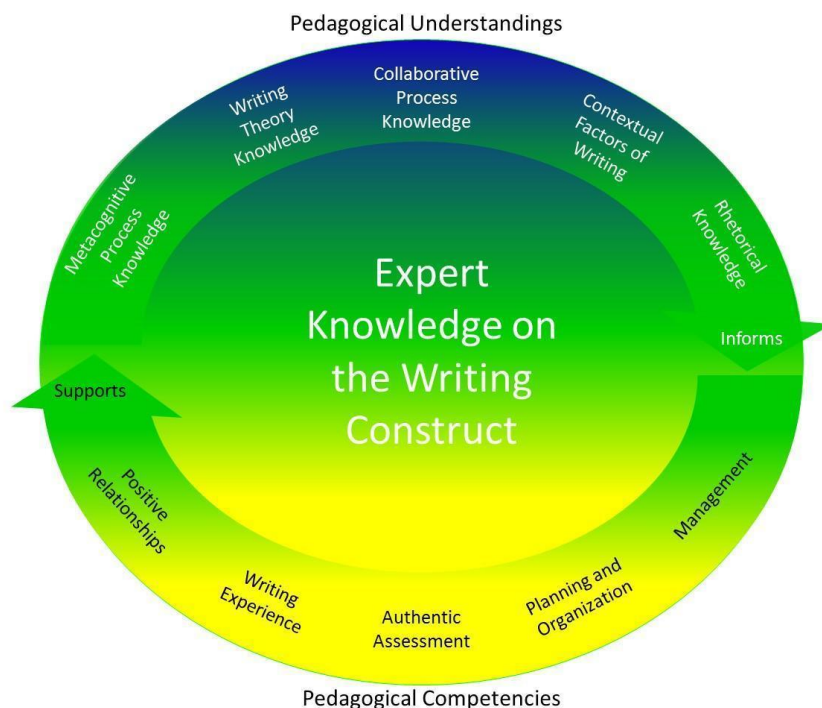 Pedagogical Understandings
Metacognitive
Process
Knowledge
Writing
Theory
Knowledge
Collaborative
Process
Knowledge
Contextual
Factors of
Writing
Rhetorical
Knowledge
Informs
Expert
Knowledge on
the Writing
Construct
Supports
Positive
Relationships
Writing
Experience
Authentic
Assessment
Planning and
Organization
Management
Pedagogical Competencies